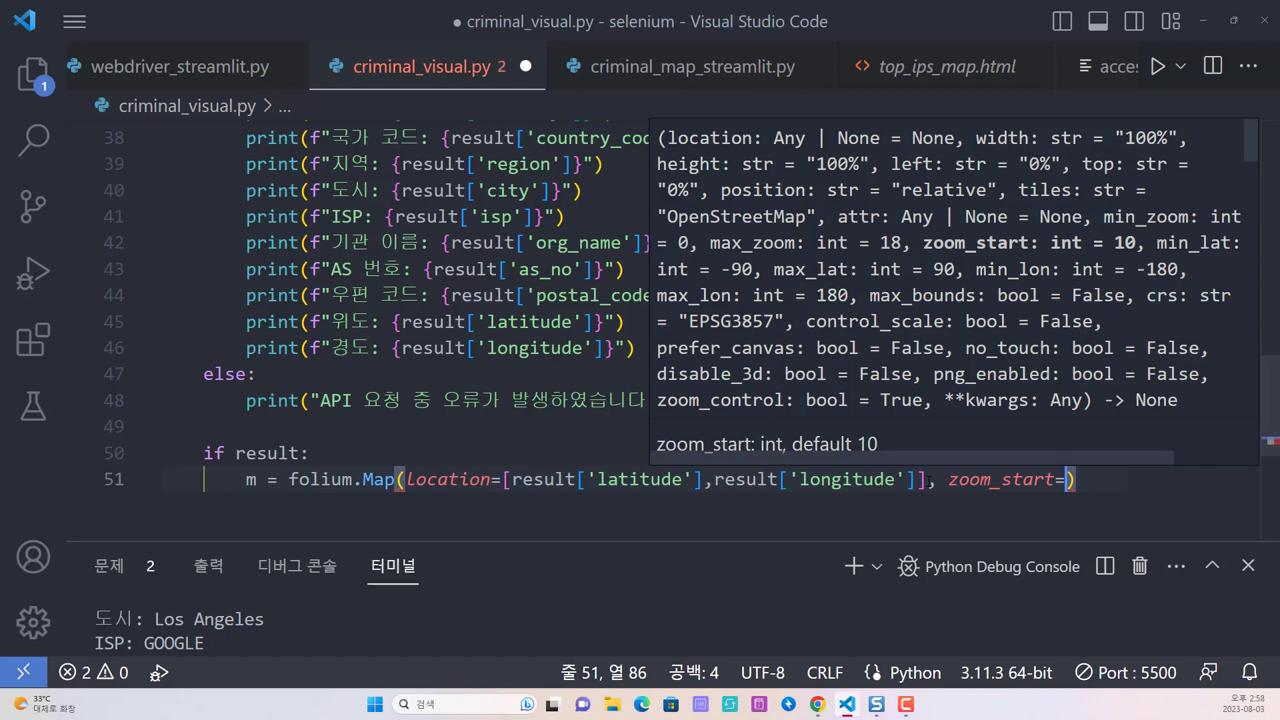 criminal_visual.py - selenium - Visual Studio Code
webdriver_streamlit.py
criminal_visual.py 2
criminal_map_streamlit.py
top_ips_map.html
acces
1
criminal_visual.py > ...
38 print(f"국가 코드: {result['country_cod
39 print(f"지역: {result['region']}")
40 print(f"도시: {result['city']}")
41 print(f"ISP: {result['isp']}")
42 print(f"기관 이름: {result['org_name']}
43 print(f"AS 번호: {result['as_no']}")
44 print(f"우편 코드: {result['postal_code
45 print(f"위도: {result['latitude']}")
46 print(f"경도: {result['longitude']}")
47 else:
48 print("API 요청 중 오류가 발생하였습니다
49
50 if result:
51 m = folium.Map(location=[result['latitude'],result['longitude']], zoom_start=)
(location: Any | None = None, width: str = "100%",
height: str = "100%", left: str = "0%", top: str =
"0%", position: str = "relative", tiles: str =
"OpenStreetMap", attr: Any | None = None, min_zoom: int
= 0, max_zoom: int = 18, zoom_start: int = 10, min_lat:
int = -90, max_lat: int = 90, min_lon: int = -180,
max_lon: int = 180, max_bounds: bool = False, crs: str
= "EPSG3857", control_scale: bool = False,
prefer_canvas: bool = False, no_touch: bool = False,
disable_3d: bool = False, png_enabled: bool = False,
zoom_control: bool = True, **kwargs: Any) -> None
zoom_start: int, default 10
문제 2 출력 디버그 콘솔 터미널
Python Debug Console
도시: Los Angeles
ISP: GOOGLE
2 0
줄 51, 열 86 공백: 4 UTF-8 CRLF Python 3.11.3 64-bit Port : 5500
33°C
대체로 화창
검색
오후 2:58
2023-08-03